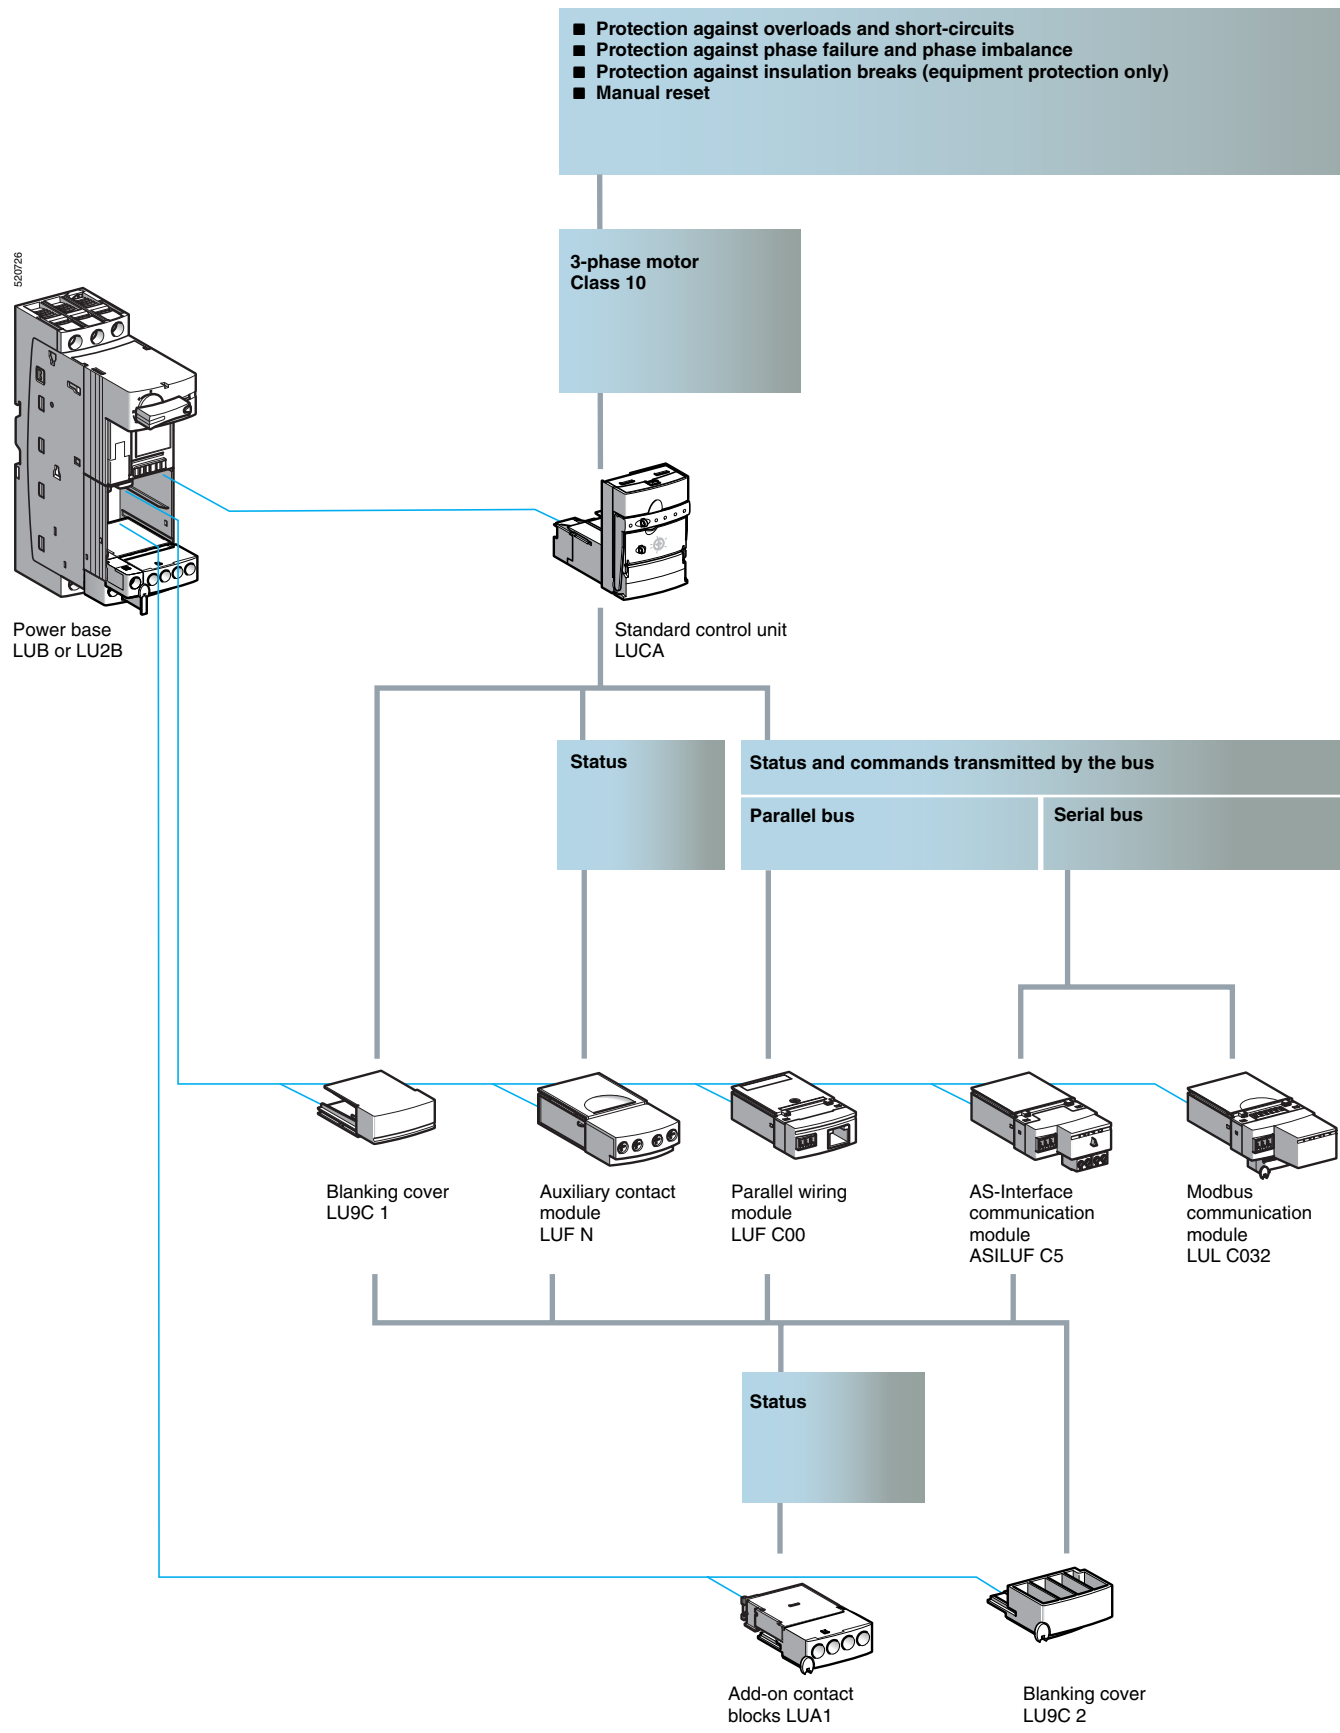 ■ Protection against overloads and short-circuits
■ Protection against phase failure and phase imbalance
■ Protection against insulation breaks (equipment protection only)
■ Manual reset
3-phase motor
Class 10
520726
Power base
LUB or LU2B
Standard control unit
LUCA
Status
Status and commands transmitted by the bus
Parallel bus
Serial bus
Blanking cover
LU9C 1
Auxiliary contact
module
LUF N
Parallel wiring
module
LUF C00
AS-Interface
communication
module
ASILUF C5
Modbus
communication
module
LUL C032
Status
Add-on contact
blocks LUA1
Blanking cover
LU9C 2